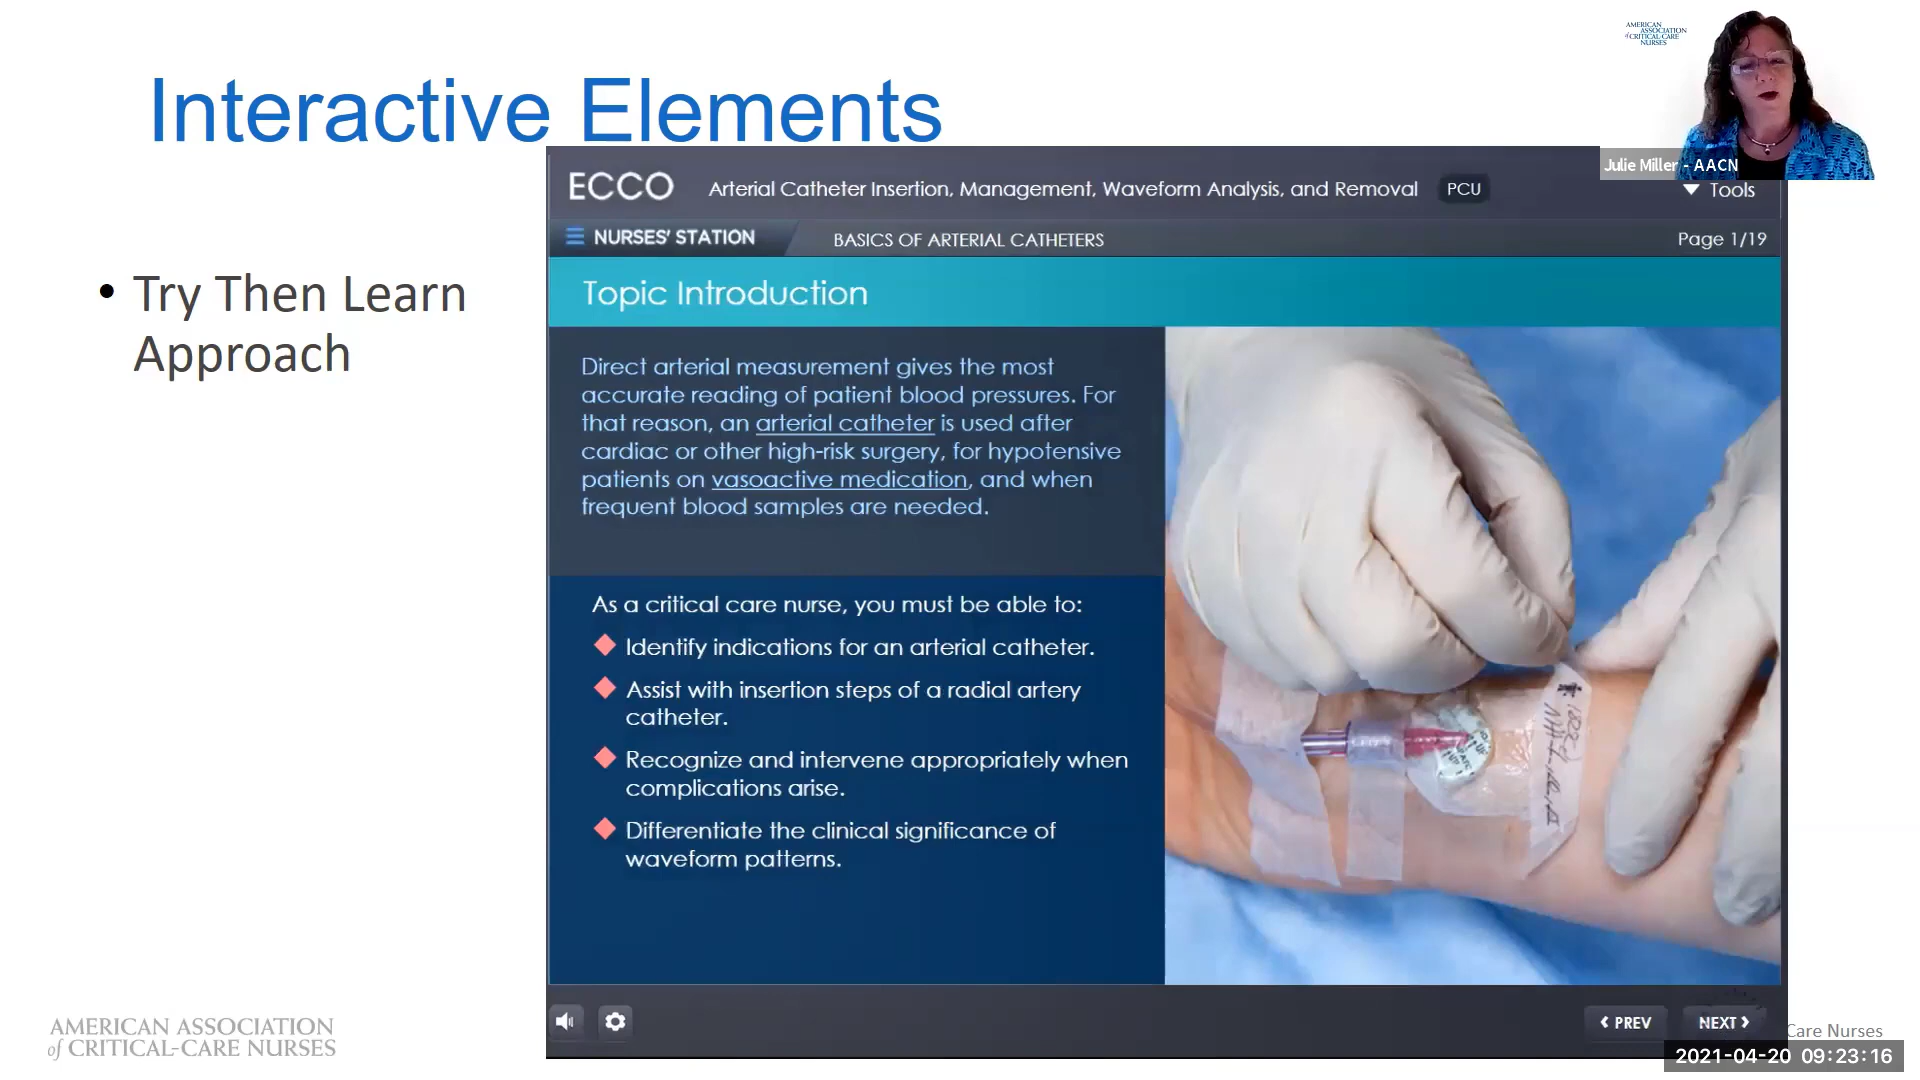 Interactive Elements
• Try Then Learn
Approach
AMERICAN
ASSOCIATION
of CRITICAL-CARE
NURSES
Julie Miller - AACN
ECCO
Arterial Catheter Insertion, Management, Waveform Analysis, and Removal
PCU
Tools
NURSES' STATION
BASICS OF ARTERIAL CATHETERS
Page 1/19
Topic Introduction
Direct arterial measurement gives the most
accurate reading of patient blood pressures. For
that reason, an arterial catheter is used after
cardiac or other high-risk surgery, for hypotensive
patients on vasoactive medication, and when
frequent blood samples are needed.
As a critical care nurse, you must be able to:
Identify indications for an arterial catheter.
Assist with insertion steps of a radial artery
catheter.
Recognize and intervene appropriately when
complications arise.
Differentiate the clinical significance of
waveform patterns.
PREV
NEXT
AMERICAN ASSOCIATION
of CRITICAL-CARE NURSES
Care Nurses
2021-04-20 09:23:16